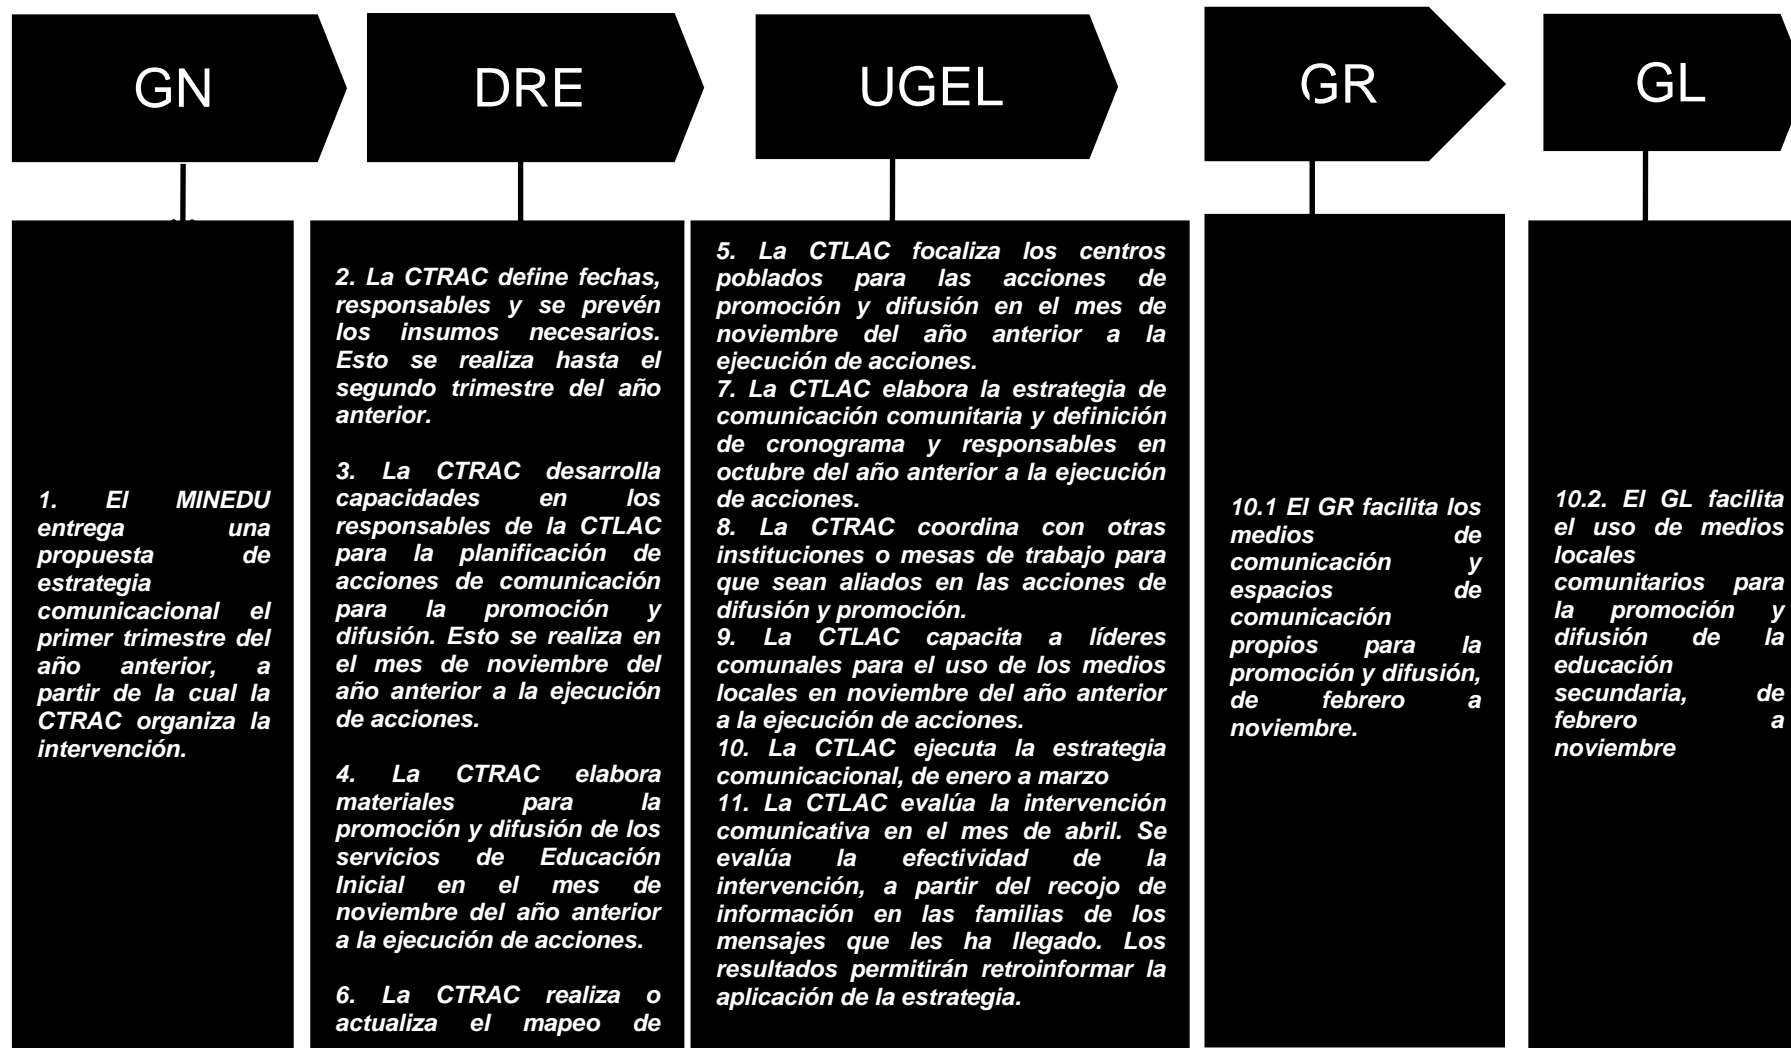 GN
DRE
UGEL
GR
GL
1. El MINEDU
entrega una
propuesta de
estrategia
comunicacional el
primer trimestre del
año anterior, a
partir de la cual la
CTRAC organiza la
intervención.
2. La CTRAC define fechas,
responsables y se prevén
los insumos necesarios.
Esto se realiza hasta el
segundo trimestre del año
anterior.
3. La CTRAC desarrolla
capacidades en los
responsables de la CTLAC
para la planificación de
acciones de comunicación
para la promoción y
difusión. Esto se realiza en
el mes de noviembre del
año anterior a la ejecución
de acciones.
4. La CTRAC elabora
materiales para la
promoción y difusión de los
servicios de Educación
Inicial en el mes de
noviembre del año anterior
a la ejecución de acciones.
6. La CTRAC realiza o
actualiza el mapeo de
5. La CTLAC focaliza los centros
poblados para las acciones de
promoción y difusión en el mes de
noviembre del año anterior a la
ejecución de acciones.
7. La CTLAC elabora la estrategia de
comunicación comunitaria y definición
de cronograma y responsables en
octubre del año anterior a la ejecución
de acciones.
8. La CTRAC coordina con otras
instituciones o mesas de trabajo para
que sean aliados en las acciones de
difusión y promoción.
9. La CTLAC capacita a líderes
comunales para el uso de los medios
locales en noviembre del año anterior
a la ejecución de acciones.
10. La CTLAC ejecuta la estrategia
comunicacional, de enero a marzo
11. La CTLAC evalúa la intervención
comunicativa en el mes de abril. Se
evalúa la efectividad de la
intervención, a partir del recojo de
información en las familias de los
mensajes que les ha llegado. Los
resultados permitirán retroinformar la
aplicación de la estrategia.
10.1 El GR facilita los
medios de
comunicación y
espacios de
comunicación
propios para la
promoción y difusión,
de febrero a
noviembre.
10.2. El GL facilita
el uso de medios
locales
comunitarios para
la promoción y
difusión de la
educación
secundaria, de
febrero a
noviembre